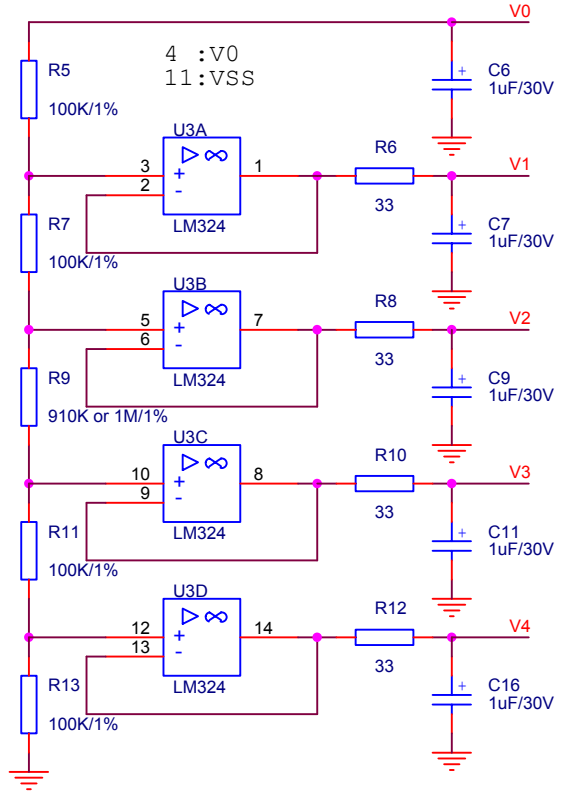 V0
4 :V0
11:VSS
R5
100K/1%
C6
1uF/30V
U3A
3
+
2
-
1
LM324
R6
33
V1
R7
100K/1%
C7
1uF/30V
U3B
5
+
6
-
7
LM324
R8
33
V2
R9
910K or 1M/1%
C9
1uF/30V
U3C
10
+
9
-
8
LM324
R10
33
V3
R11
100K/1%
C11
1uF/30V
U3D
12
+
13
-
14
LM324
R12
33
V4
R13
100K/1%
C16
1uF/30V